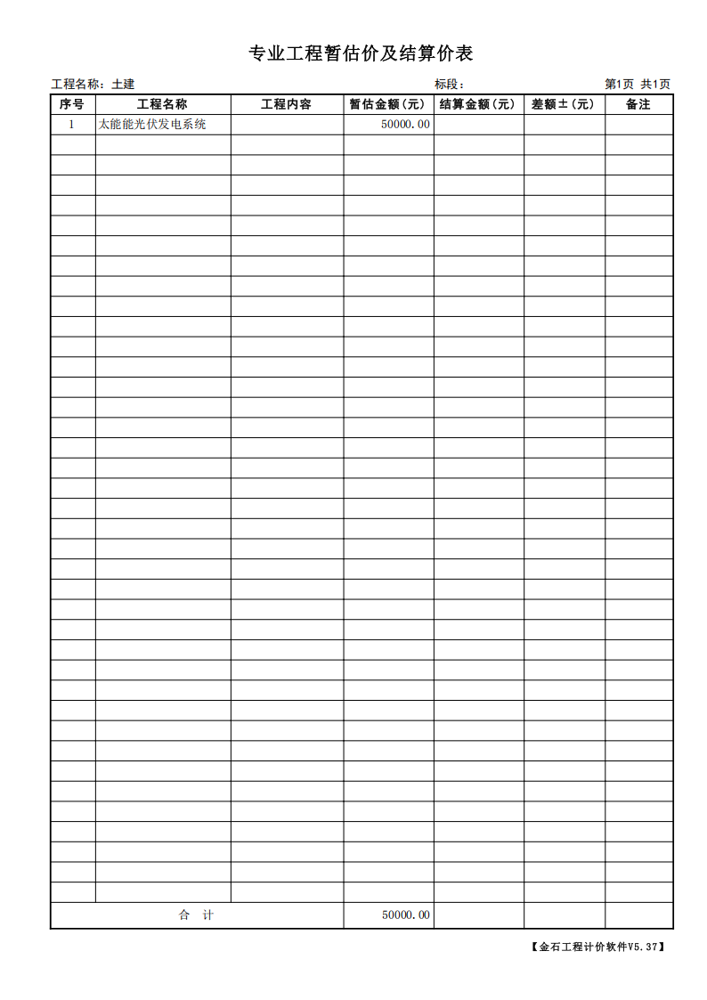 专业工程暂估价及结算价表
工程名称：土建 标段： 第1页 共1页
序号 工程名称 工程内容 暂估金额(元) 结算金额(元) 差额±(元) 备注
1 太能能光伏发电系统 50000.00
合 计 50000.00
【金石工程计价软件V5.37】